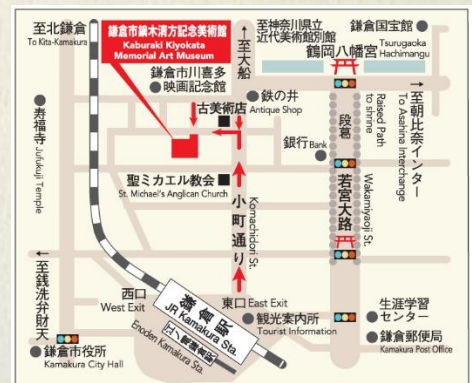 至北鎌倉
To Kita-Kamakura
鎌倉市鏑木清方記念美術館
Kaburaki Kiyokata
Memorial Art Museum
至大船
至神奈川県立
近代美術館別館
鎌倉国宝館
鶴岡八幡宮
Tsurugaoka
Hachimangu
鎌倉市川喜多
映画記念館
鉄の井
古美術店
Antique Shop
至朝比奈インター
To Asahina Interchange
段葛
Raised Path
to shrine
寿福寺
Jufukuji Temple
銀行 Bank
聖ミカエル教会
St. Michael's Anglican Church
小町通り
Komachidori St.
若宮大路
Wakamiyaoji St.
至銭洗弁財天
西口
West Exit
鎌倉駅
JR Kamakura Sta.
江ノ電鎌倉駅
Enoden Kamakura Sta.
東口 East Exit
観光案内所
Tourist Information
生涯学習
センター
鎌倉郵便局
Kamakura Post Office
鎌倉市役所
Kamakura City Hall